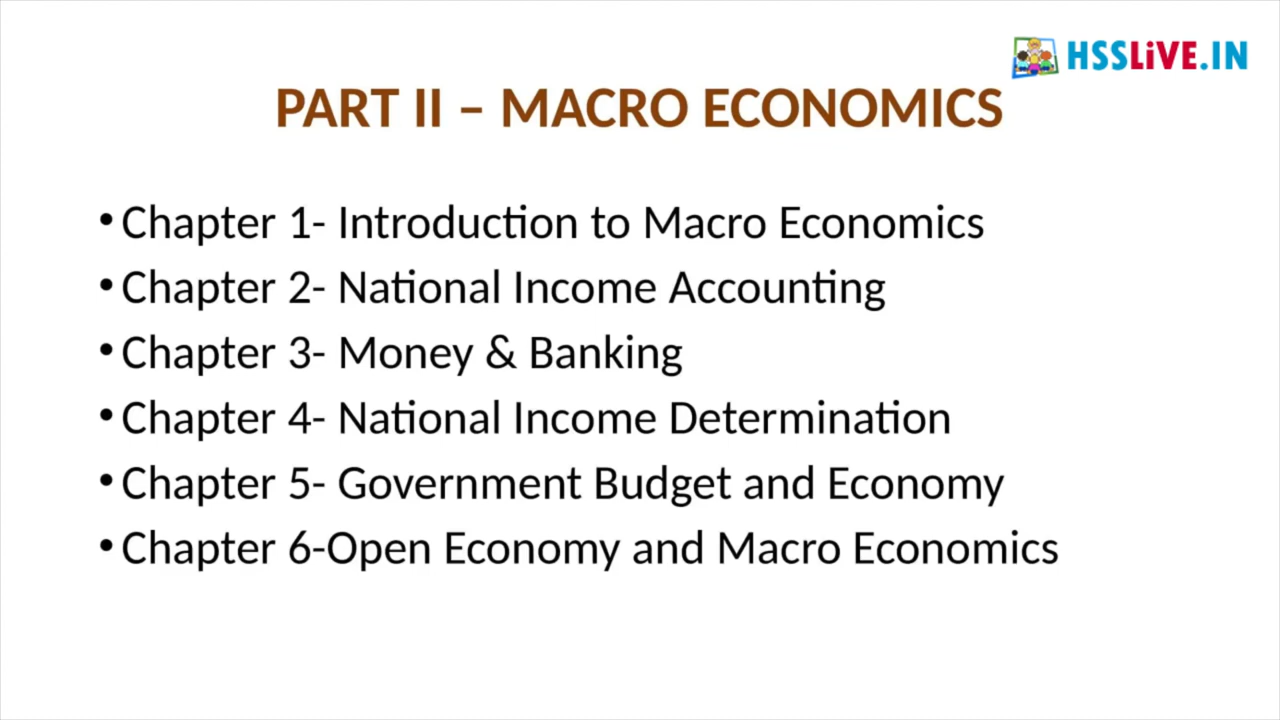 HSSLiVE.IN
PART II – MACRO ECONOMICS
• Chapter 1- Introduction to Macro Economics
• Chapter 2- National Income Accounting
• Chapter 3- Money & Banking
• Chapter 4- National Income Determination
• Chapter 5- Government Budget and Economy
• Chapter 6-Open Economy and Macro Economics